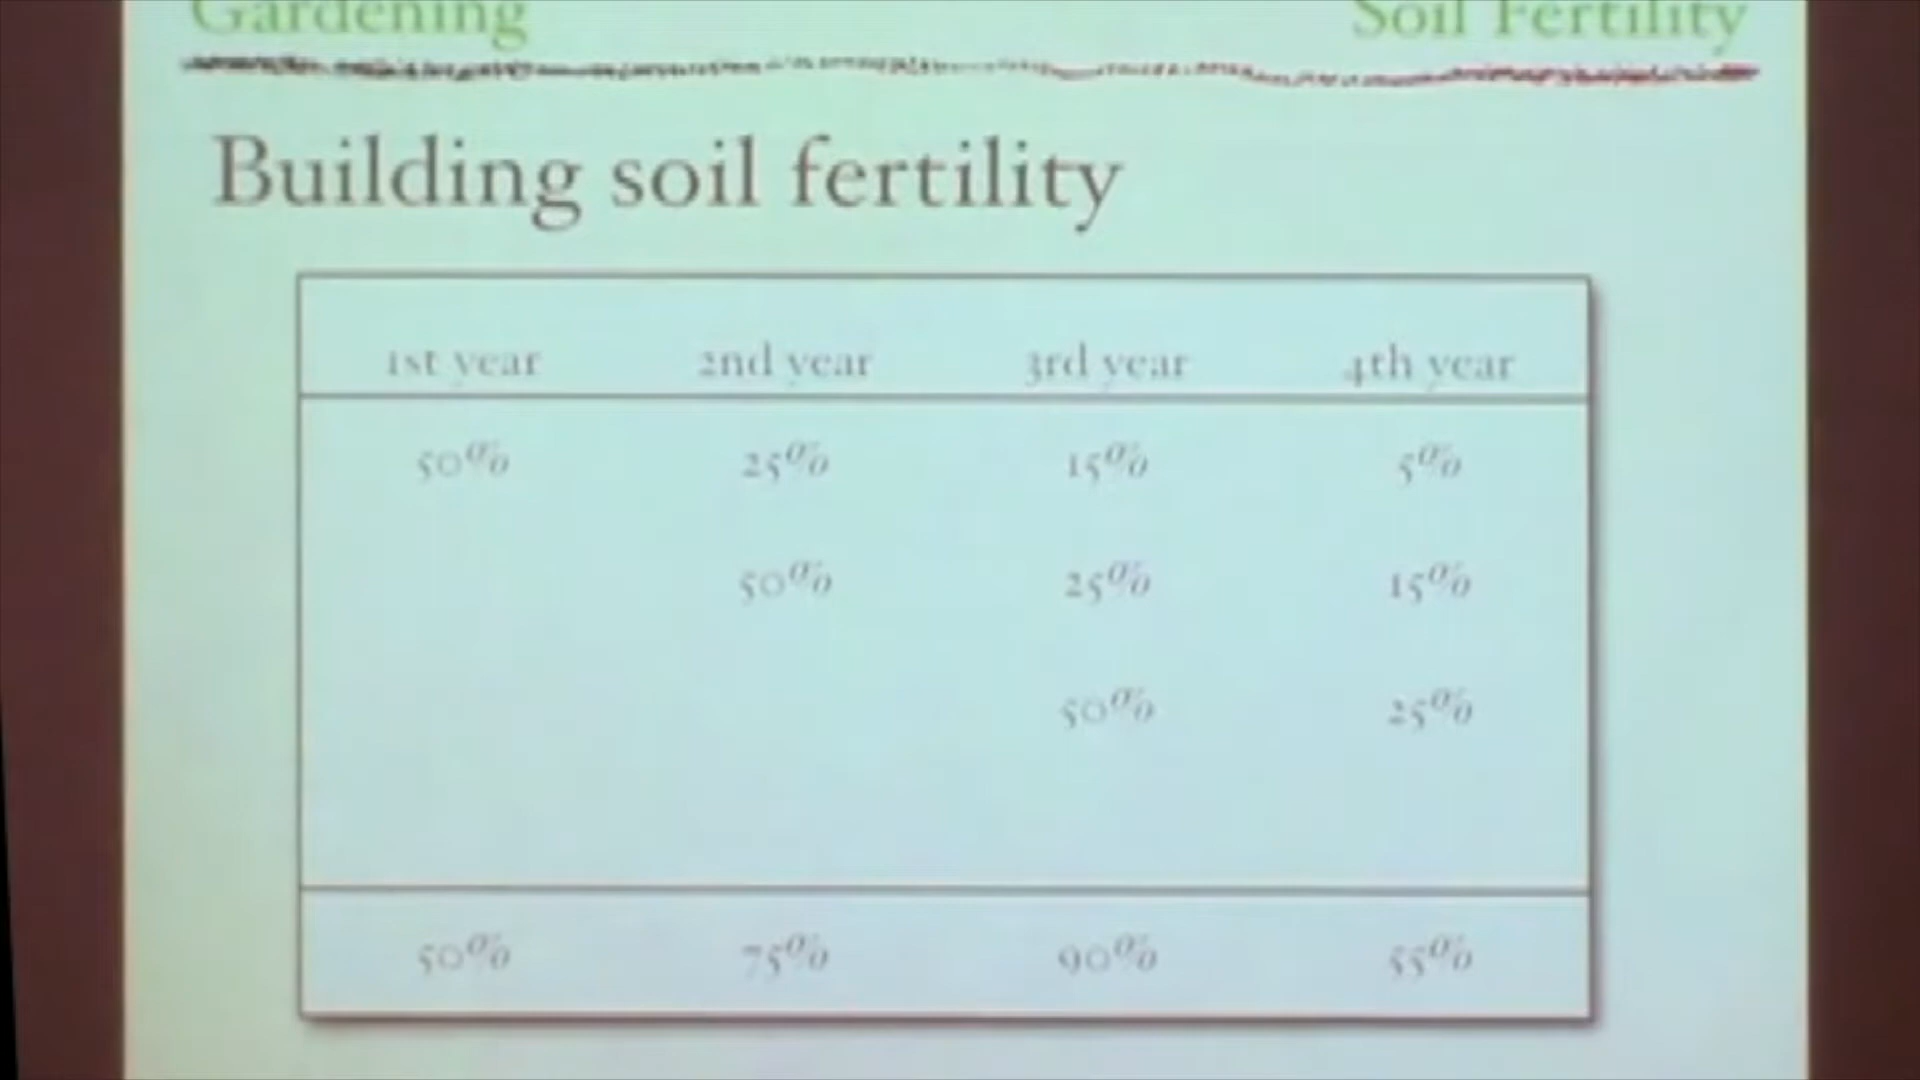 Gardening Soil Fertility
Building soil fertility
1st year 2nd year 3rd year 4th year
50% 25% 15% 5%
50% 25% 15%
50% 25%
50% 75% 90% 55%